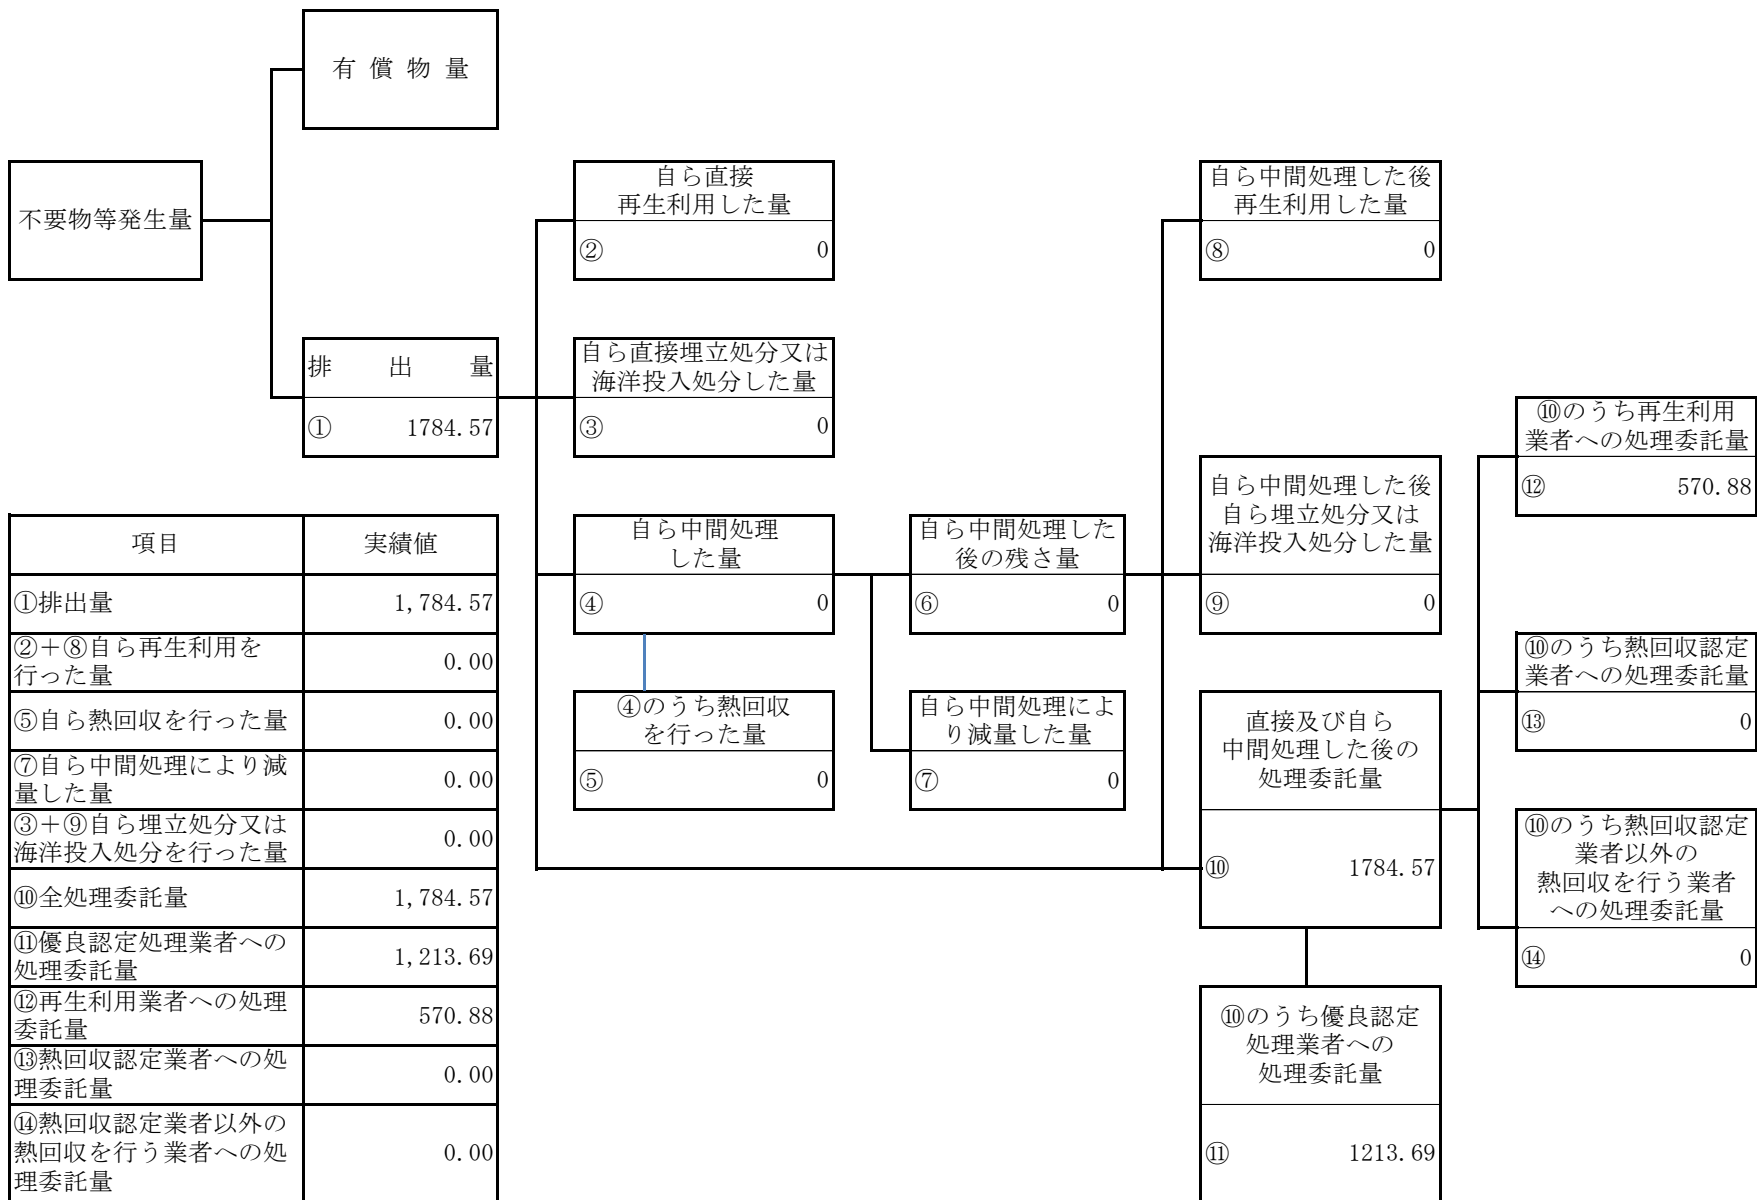 有償物量
不要物等発生量
排出量
① 1784.57
自ら直接
再生利用した量
② 0
自ら直接埋立処分又は
海洋投入処分した量
③ 0
自ら中間処理
した量
④ 0
④のうち熱回収
を行った量
⑤ 0
自ら中間処理した
後の残さ量
⑥ 0
自ら中間処理によ
り減量した量
⑦ 0
自ら中間処理した後
再生利用した量
⑧ 0
自ら中間処理した後
自ら埋立処分又は
海洋投入処分した量
⑨ 0
直接及び自ら
中間処理した後の
処理委託量
⑩ 1784.57
⑩のうち優良認定
処理業者への
処理委託量
⑪ 1213.69
⑩のうち再生利用
業者への処理委託量
⑫ 570.88
⑩のうち熱回収認定
業者への処理委託量
⑬ 0
⑩のうち熱回収認定
業者以外の
熱回収を行う業者
への処理委託量
⑭ 0
項目 実績値
①排出量 1,784.57
②＋⑧自ら再生利用を
行った量 0.00
⑤自ら熱回収を行った量 0.00
⑦自ら中間処理により減
量した量 0.00
③＋⑨自ら埋立処分又は
海洋投入処分を行った量 0.00
⑩全処理委託量 1,784.57
⑪優良認定処理業者への
処理委託量 1,213.69
⑫再生利用業者への処理
委託量 570.88
⑬熱回収認定業者への処
理委託量 0.00
⑭熱回収認定業者以外の
熱回収を行う業者への処
理委託量 0.00